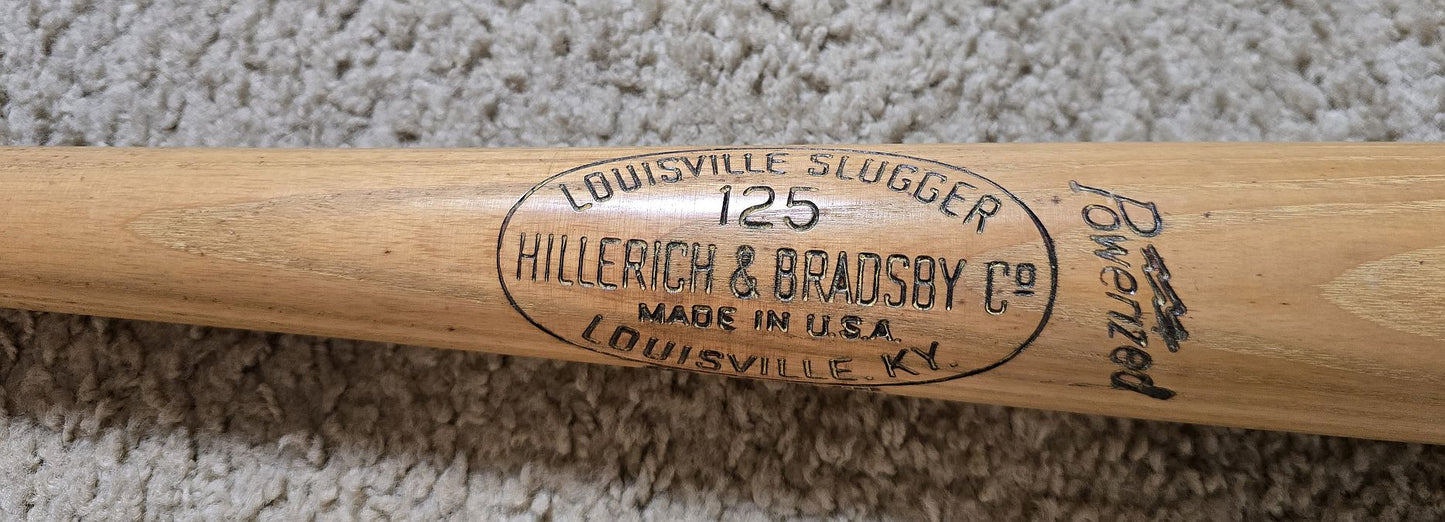 LOUISVILLE SLUGGER
125
HILLERICH & BRADSBY Cº
MADE IN U.S.A.
LOUISVILLE. KY.
Powerized